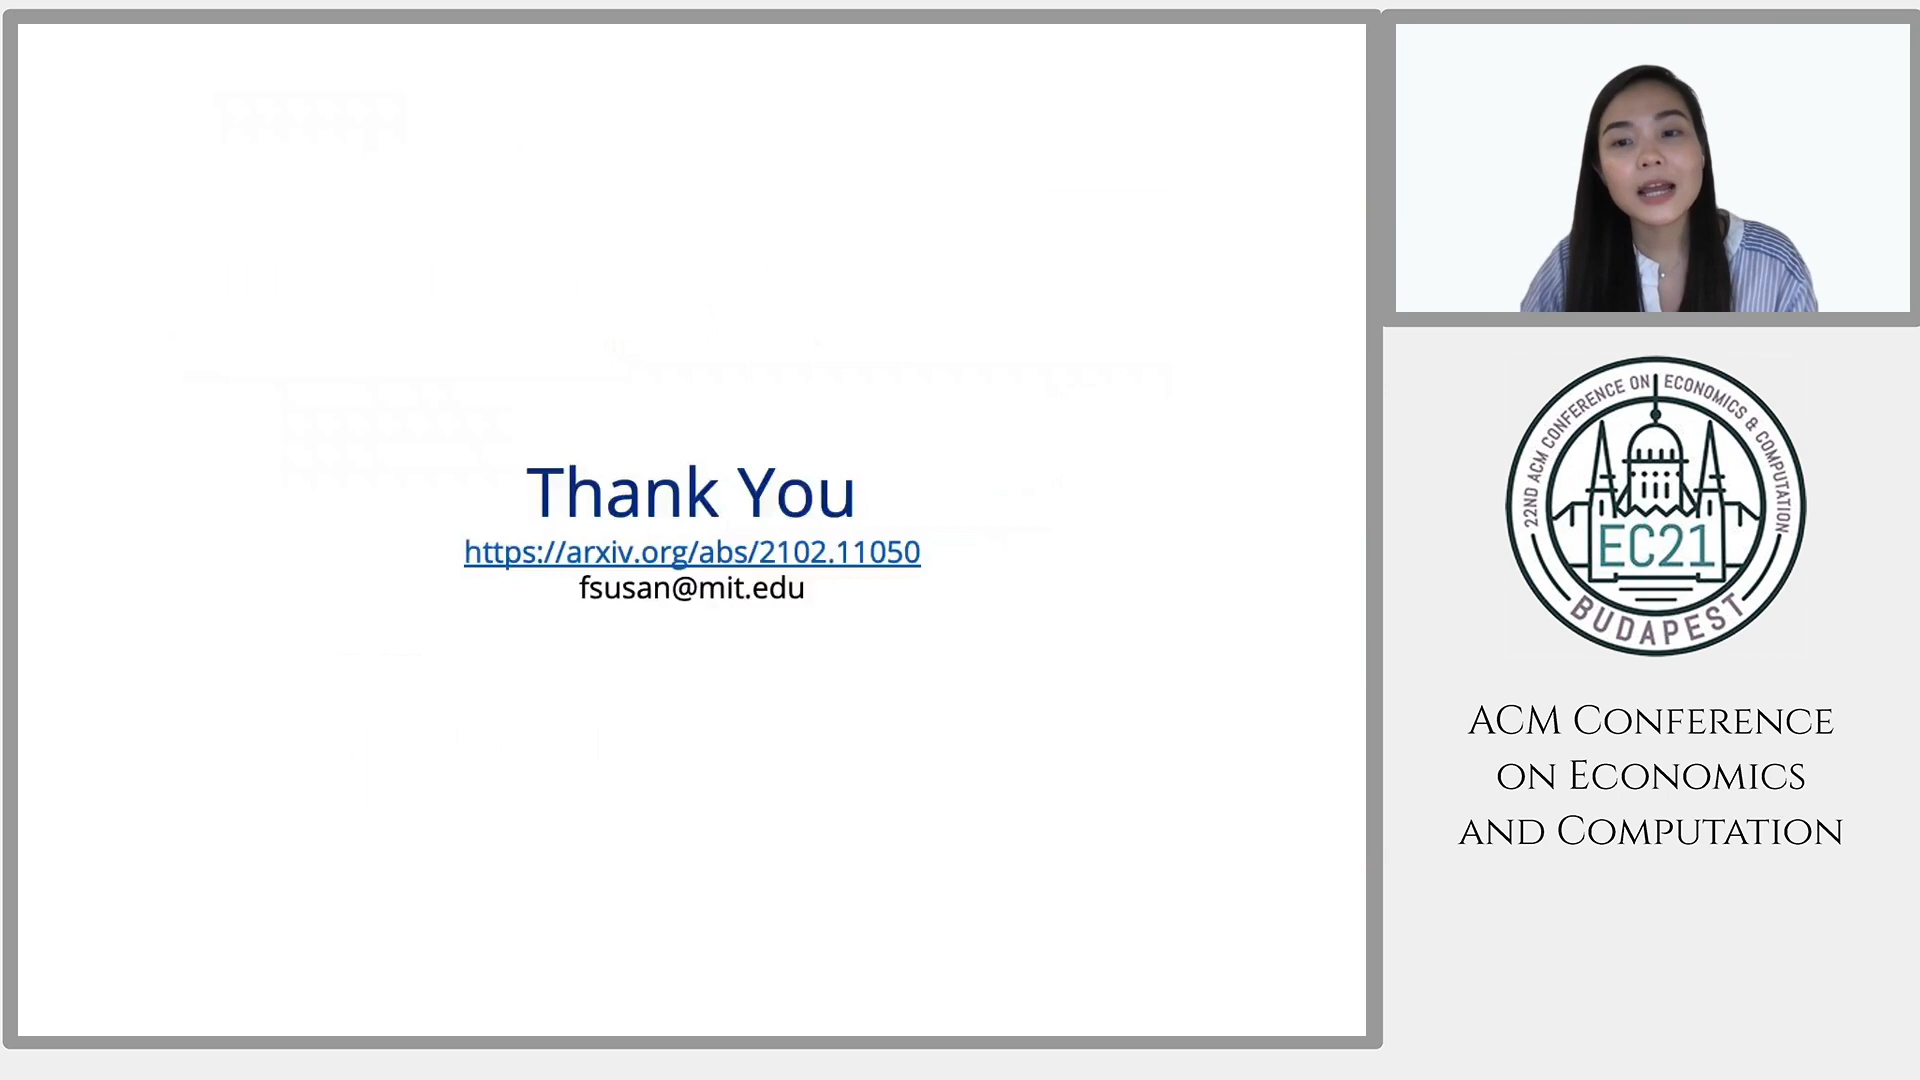 Thank You
https://arxiv.org/abs/2102.11050
fsusan@mit.edu
22ND ACM CONFERENCE ON ECONOMICS & COMPUTATION
EC21
BUDAPEST
ACM CONFERENCE
ON ECONOMICS
AND COMPUTATION